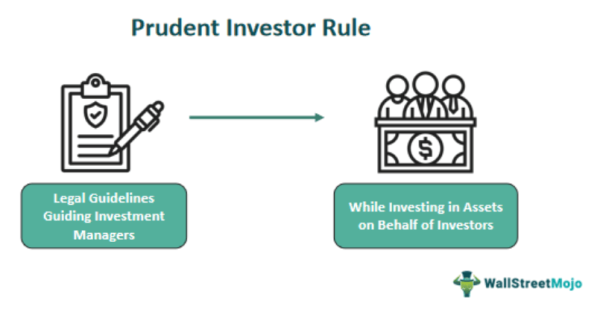 Prudent Investor Rule
$
Legal Guidelines
Guiding Investment
Managers
While Investing in Assets
on Behalf of Investors
WallStreetMojo